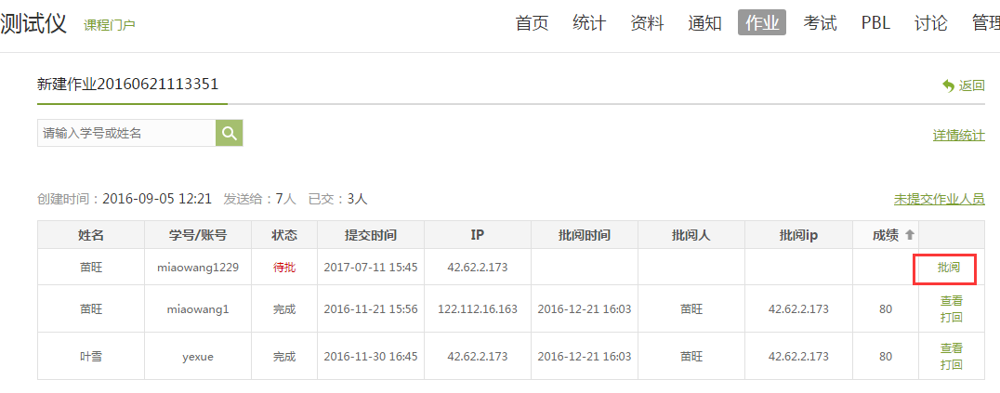 测试仪 课程门户 首页 统计 资料 通知 作业 考试 PBL 讨论 管理
新建作业20160621113351 返回
请输入学号或姓名 详情统计
创建时间：2016-09-05 12:21 发送给：7人 已交：3人 未提交作业人员
姓名 学号/账号 状态 提交时间 IP 批阅时间 批阅人 批阅ip 成绩
苗旺 miaowang1229 待批 2017-07-11 15:45 42.62.2.173 批阅
苗旺 miaowang1 完成 2016-11-21 15:56 122.112.16.163 2016-12-21 16:03 苗旺 42.62.2.173 80 查看
打回
叶雪 yexue 完成 2016-11-30 16:45 42.62.2.173 2016-12-21 16:03 苗旺 42.62.2.173 80 查看
打回